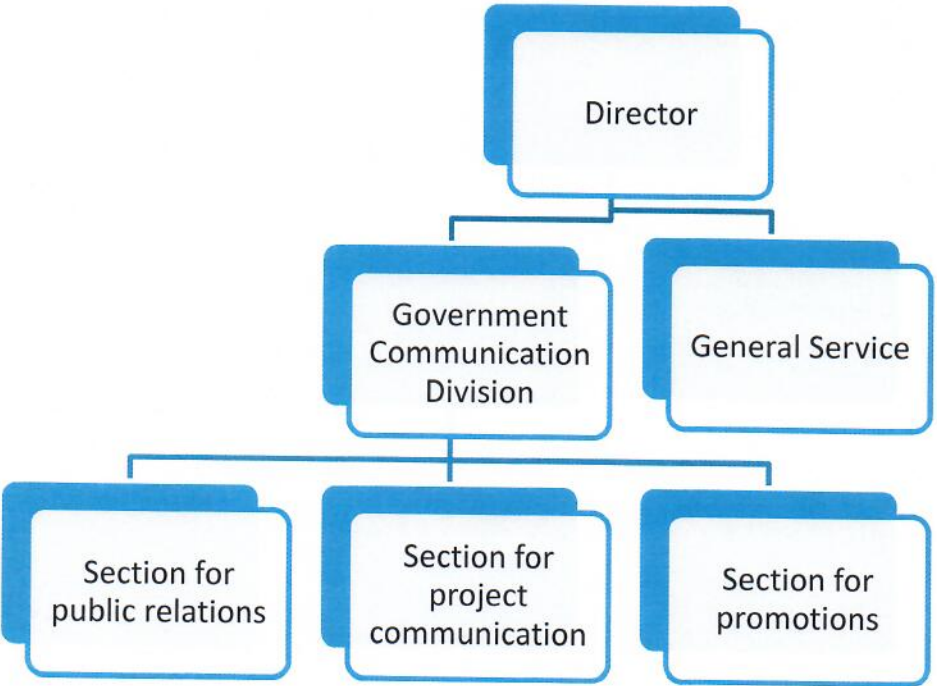 Director
Government
Communication
Division
General Service
Section for
public relations
Section for
project
communication
Section for
promotions